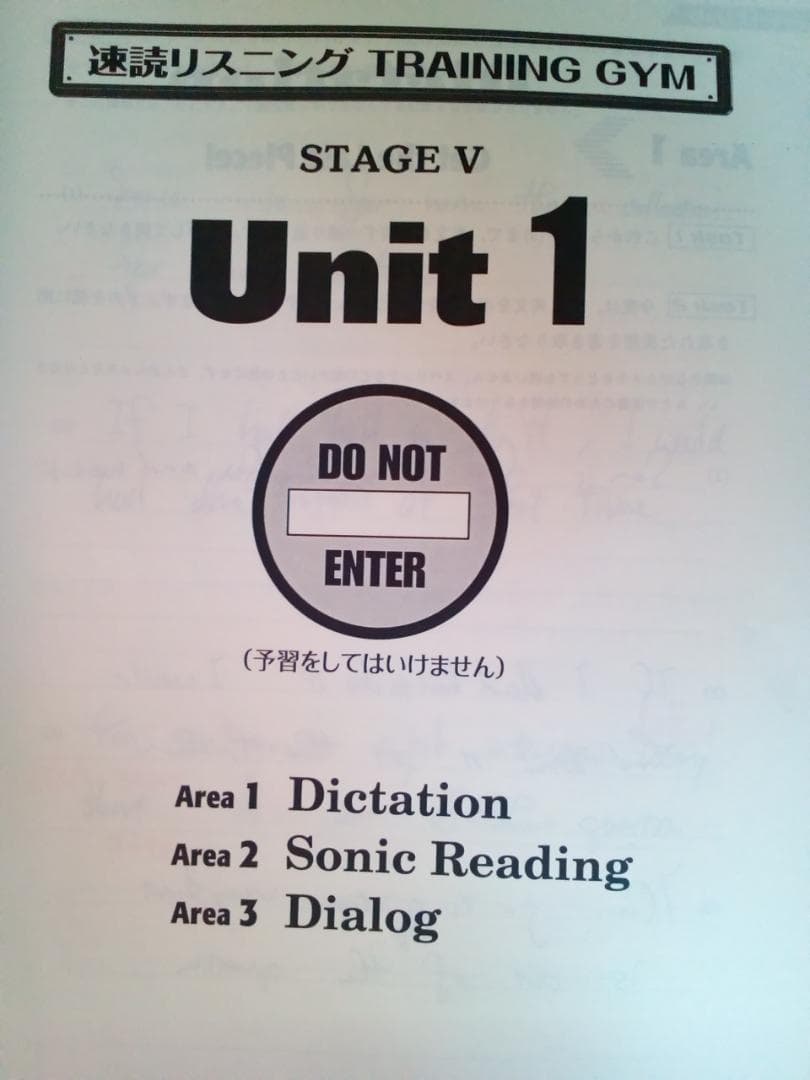 速読リスニング TRAINING GYM
STAGE V
Unit 1
DO NOT
ENTER
(予習をしてはいけません)
Area 1 Dictation
Area 2 Sonic Reading
Area 3 Dialog